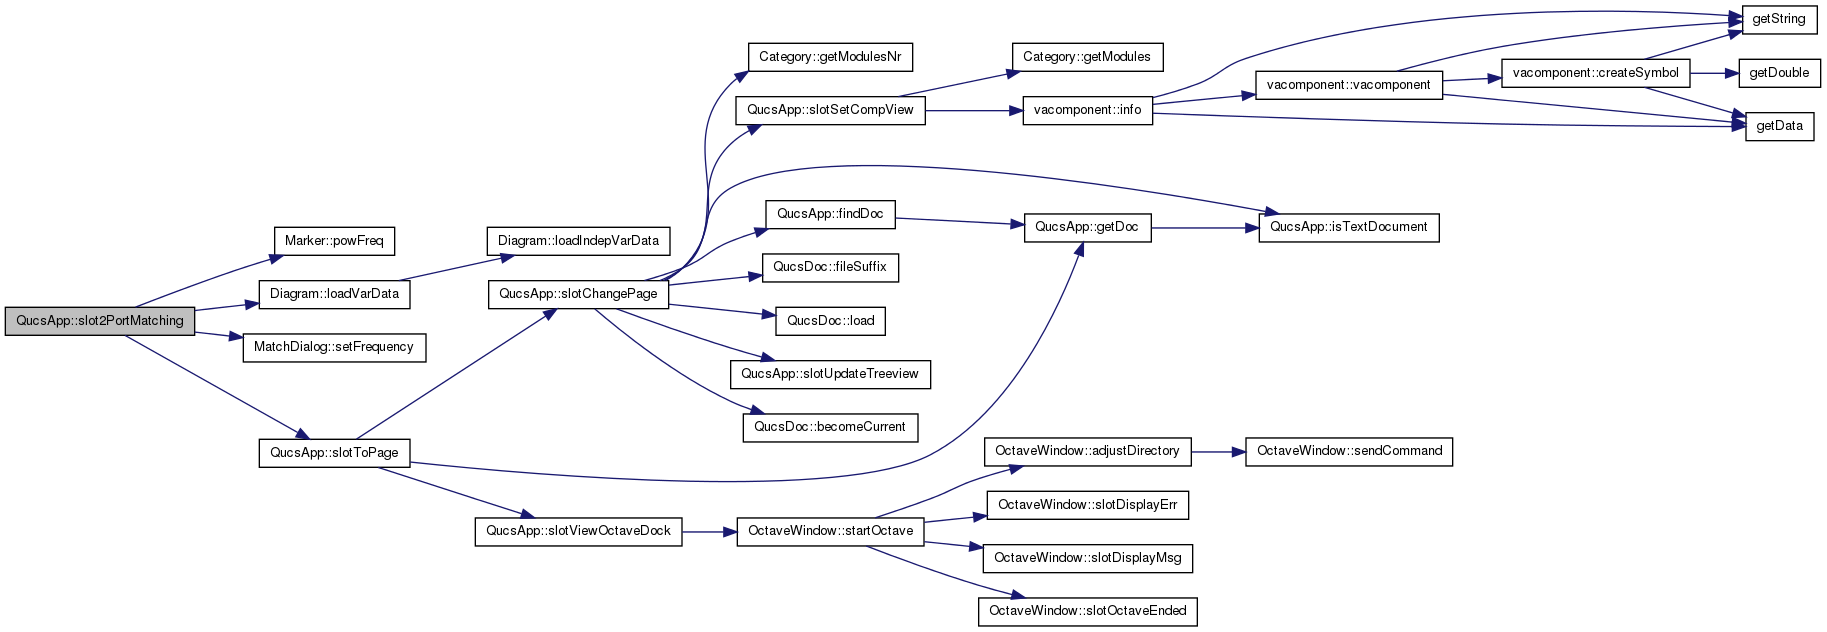 QucsApp::slot2PortMatching
Marker::powFreq
Diagram::loadVarData
MatchDialog::setFrequency
QucsApp::slotToPage
Diagram::loadIndepVarData
QucsApp::slotChangePage
QucsApp::slotViewOctaveDock
Category::getModulesNr
QucsApp::slotSetCompView
QucsApp::findDoc
QucsDoc::fileSuffix
QucsDoc::load
QucsApp::slotUpdateTreeview
QucsDoc::becomeCurrent
OctaveWindow::startOctave
Category::getModules
vacomponent::info
QucsApp::getDoc
OctaveWindow::adjustDirectory
OctaveWindow::slotDisplayErr
OctaveWindow::slotDisplayMsg
OctaveWindow::slotOctaveEnded
vacomponent::vacomponent
QucsApp::isTextDocument
OctaveWindow::sendCommand
vacomponent::createSymbol
getString
getDouble
getData